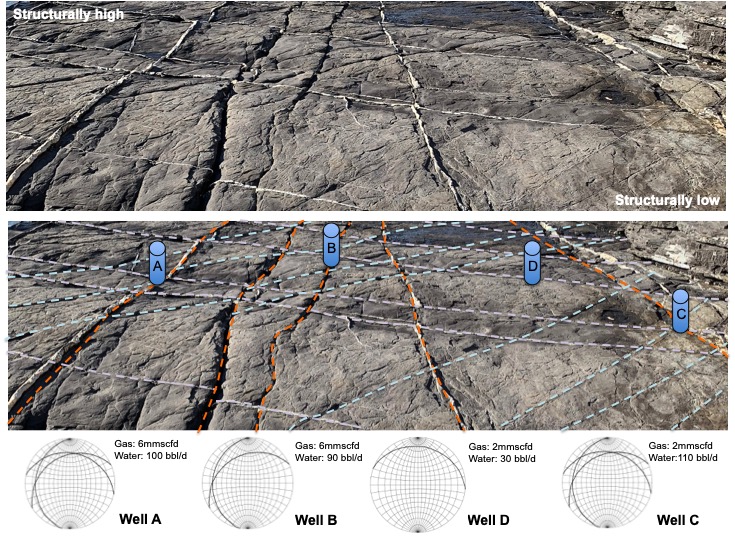 Structurally high
Structurally low
A
B
D
C
Gas: 6mmscfd
Water: 100 bbl/d
Well A
Gas: 6mmscfd
Water: 90 bbl/d
Well B
Gas: 2mmscfd
Water: 30 bbl/d
Well D
Gas: 2mmscfd
Water:110 bbl/d
Well C